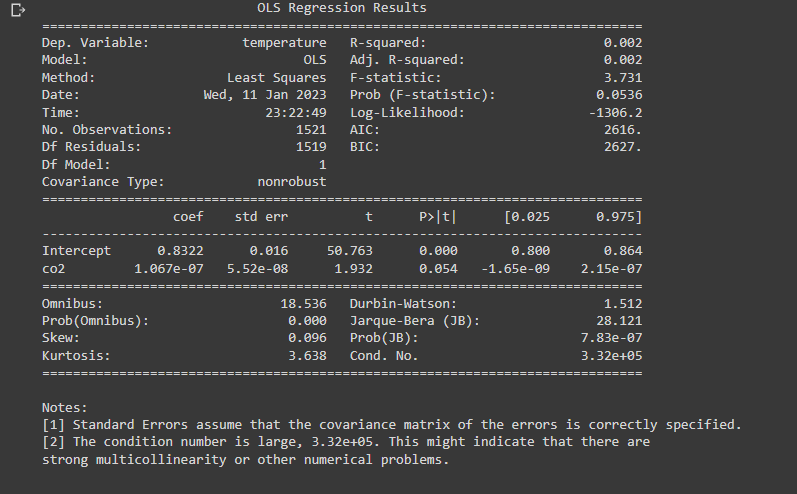 OLS Regression Results
==============================================================================
Dep. Variable:            temperature   R-squared:                       0.002
Model:                            OLS   Adj. R-squared:                  0.002
Method:                 Least Squares   F-statistic:                     3.731
Date:                Wed, 11 Jan 2023   Prob (F-statistic):             0.0536
Time:                        23:22:49   Log-Likelihood:                -1306.2
No. Observations:                1521   AIC:                             2616.
Df Residuals:                    1519   BIC:                             2627.
Df Model:                           1
Covariance Type:            nonrobust
==============================================================================
                 coef    std err          t      P>|t|      [0.025      0.975]
------------------------------------------------------------------------------
Intercept      0.8322      0.016     50.763      0.000       0.800       0.864
co2         1.067e-07   5.52e-08      1.932      0.054   -1.65e-09    2.15e-07
==============================================================================
Omnibus:                       18.536   Durbin-Watson:                   1.512
Prob(Omnibus):                  0.000   Jarque-Bera (JB):               28.121
Skew:                           0.096   Prob(JB):                     7.83e-07
Kurtosis:                       3.638   Cond. No.                     3.32e+05
==============================================================================
Notes:
[1] Standard Errors assume that the covariance matrix of the errors is correctly specified.
[2] The condition number is large, 3.32e+05. This might indicate that there are
strong multicollinearity or other numerical problems.